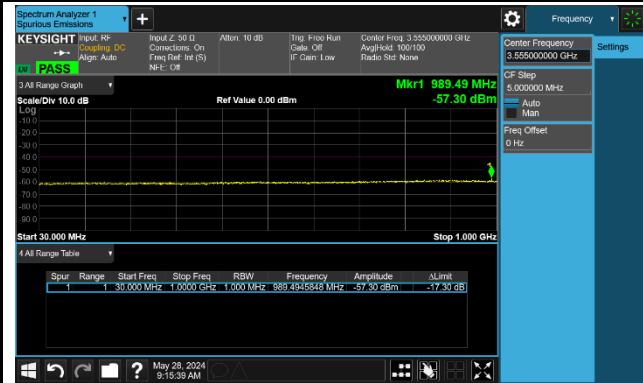 Spectrum Analyzer 1
Spurious Emissions
+
Frequency
KEYSIGHT
Input: RF
Coupling: DC
Align: Auto
Input Z: 50 Ω
Corrections: On
Freq Ref: Int (S)
NFE: Off
Atten: 10 dB
Trig: Free Run
Gate: Off
IF Gain: Low
Center Freq: 3.555000000 GHz
Avg|Hold: 100/100
Radio Std: None
PASS
Center Frequency
3.555000000 GHz
Settings
CF Step
5.000000 MHz
Auto
Man
Freq Offset
0 Hz
3 All Range Graph
Mkr1 989.49 MHz
Scale/Div 10.0 dB
Ref Value 0.00 dBm
-57.30 dBm
Log
-10.0
-20.0
-30.0
-40.0
-50.0
-60.0
-70.0
-80.0
-90.0
Start 30.000 MHz
Stop 1.000 GHz
4 All Range Table
Spur Range Start Freq Stop Freq RBW Frequency Amplitude ΔLimit
1 1 30.000 MHz 1.0000 GHz 1.000 MHz 989.4945848 MHz -57.30 dBm -17.30 dB
?
May 28, 2024
9:15:39 AM